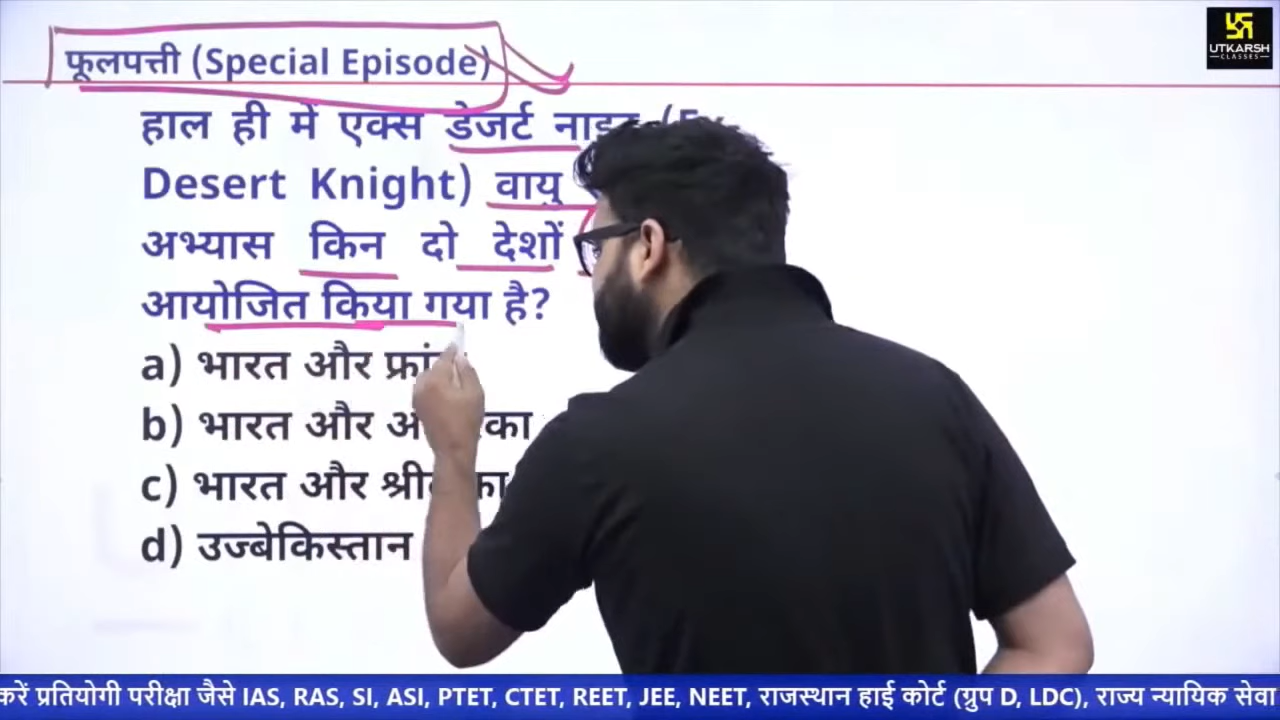 फूलपत्ती (Special Episode)
UTKARSH
CLASSES
हाल ही में एक्स डेजर्ट
Desert Knight) वायु
अभ्यास किन दो देशों
आयोजित किया गया है?
a) भारत और
b) भारत और
c) भारत और
d) उज्बेकिस्तान
करें प्रतियोगी परीक्षा जैसे IAS, RAS, SI, ASI, PTET, CTET, REET, JEE, NEET, राजस्थान हाई कोर्ट (ग्रुप D, LDC), राज्य न्यायिक सेवा